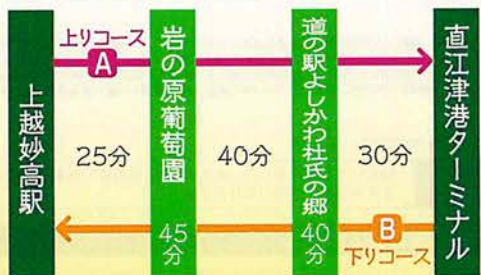 上りコース
A
上越妙高駅
25分
岩の原葡萄園
45分
40分
道の駅よしかわ杜氏の郷
40分
30分
直江津港ターミナル
B
下りコース